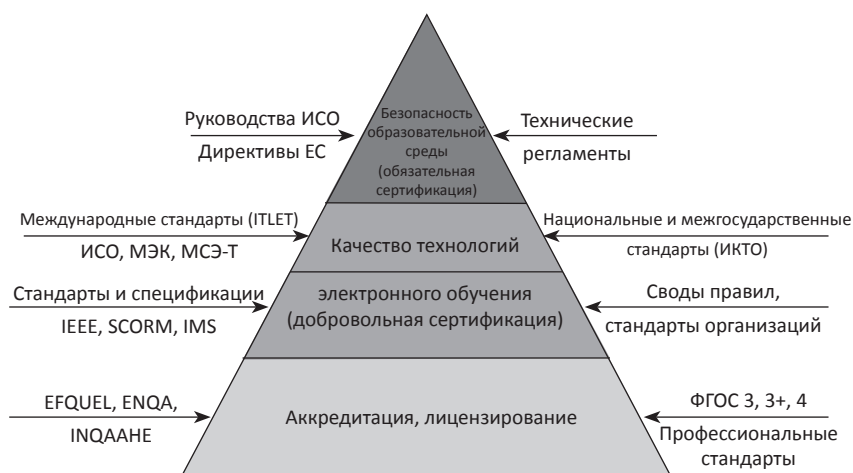 Руководства ИСО
Директивы ЕС
Безопасность
образовательной
среды
(обязательная
сертификация)
Технические
регламенты
Международные стандарты (ITLET)
ИСО, МЭК, МСЭ-Т
Качество технологий
Национальные и межгосударственные
стандарты (ИКТО)
Стандарты и спецификации
IEEE, SCORM, IMS
электронного обучения
(добровольная сертификация)
Своды правил,
стандарты организаций
EFQUEL, ENQA,
INQAAHE
Аккредитация, лицензирование
ФГОС 3, 3+, 4
Профессиональные
стандарты